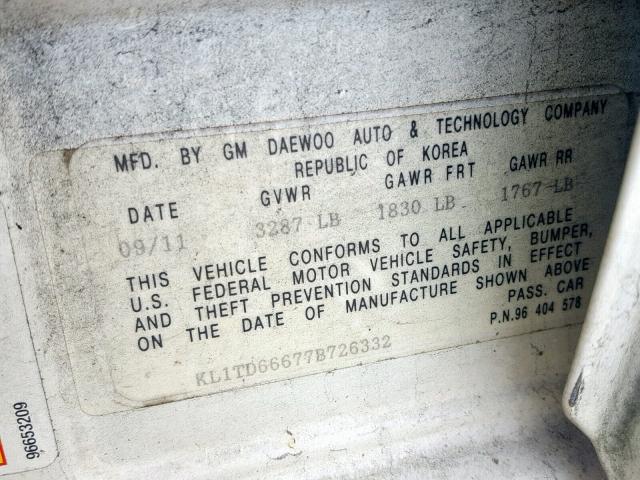 MFD. BY GM DAEWOO AUTO & TECHNOLOGY COMPANY
REPUBLIC OF KOREA
DATE GVWR GAWR FRT GAWR RR
09/11 3287 LB 1830 LB 1767 LB
THIS VEHICLE CONFORMS TO ALL APPLICABLE
U.S. FEDERAL MOTOR VEHICLE SAFETY, BUMPER,
AND THEFT PREVENTION STANDARDS IN EFFECT
ON THE DATE OF MANUFACTURE SHOWN ABOVE
PASS. CAR
P.N.96 404 578
KL1TD66677B726332
96653209